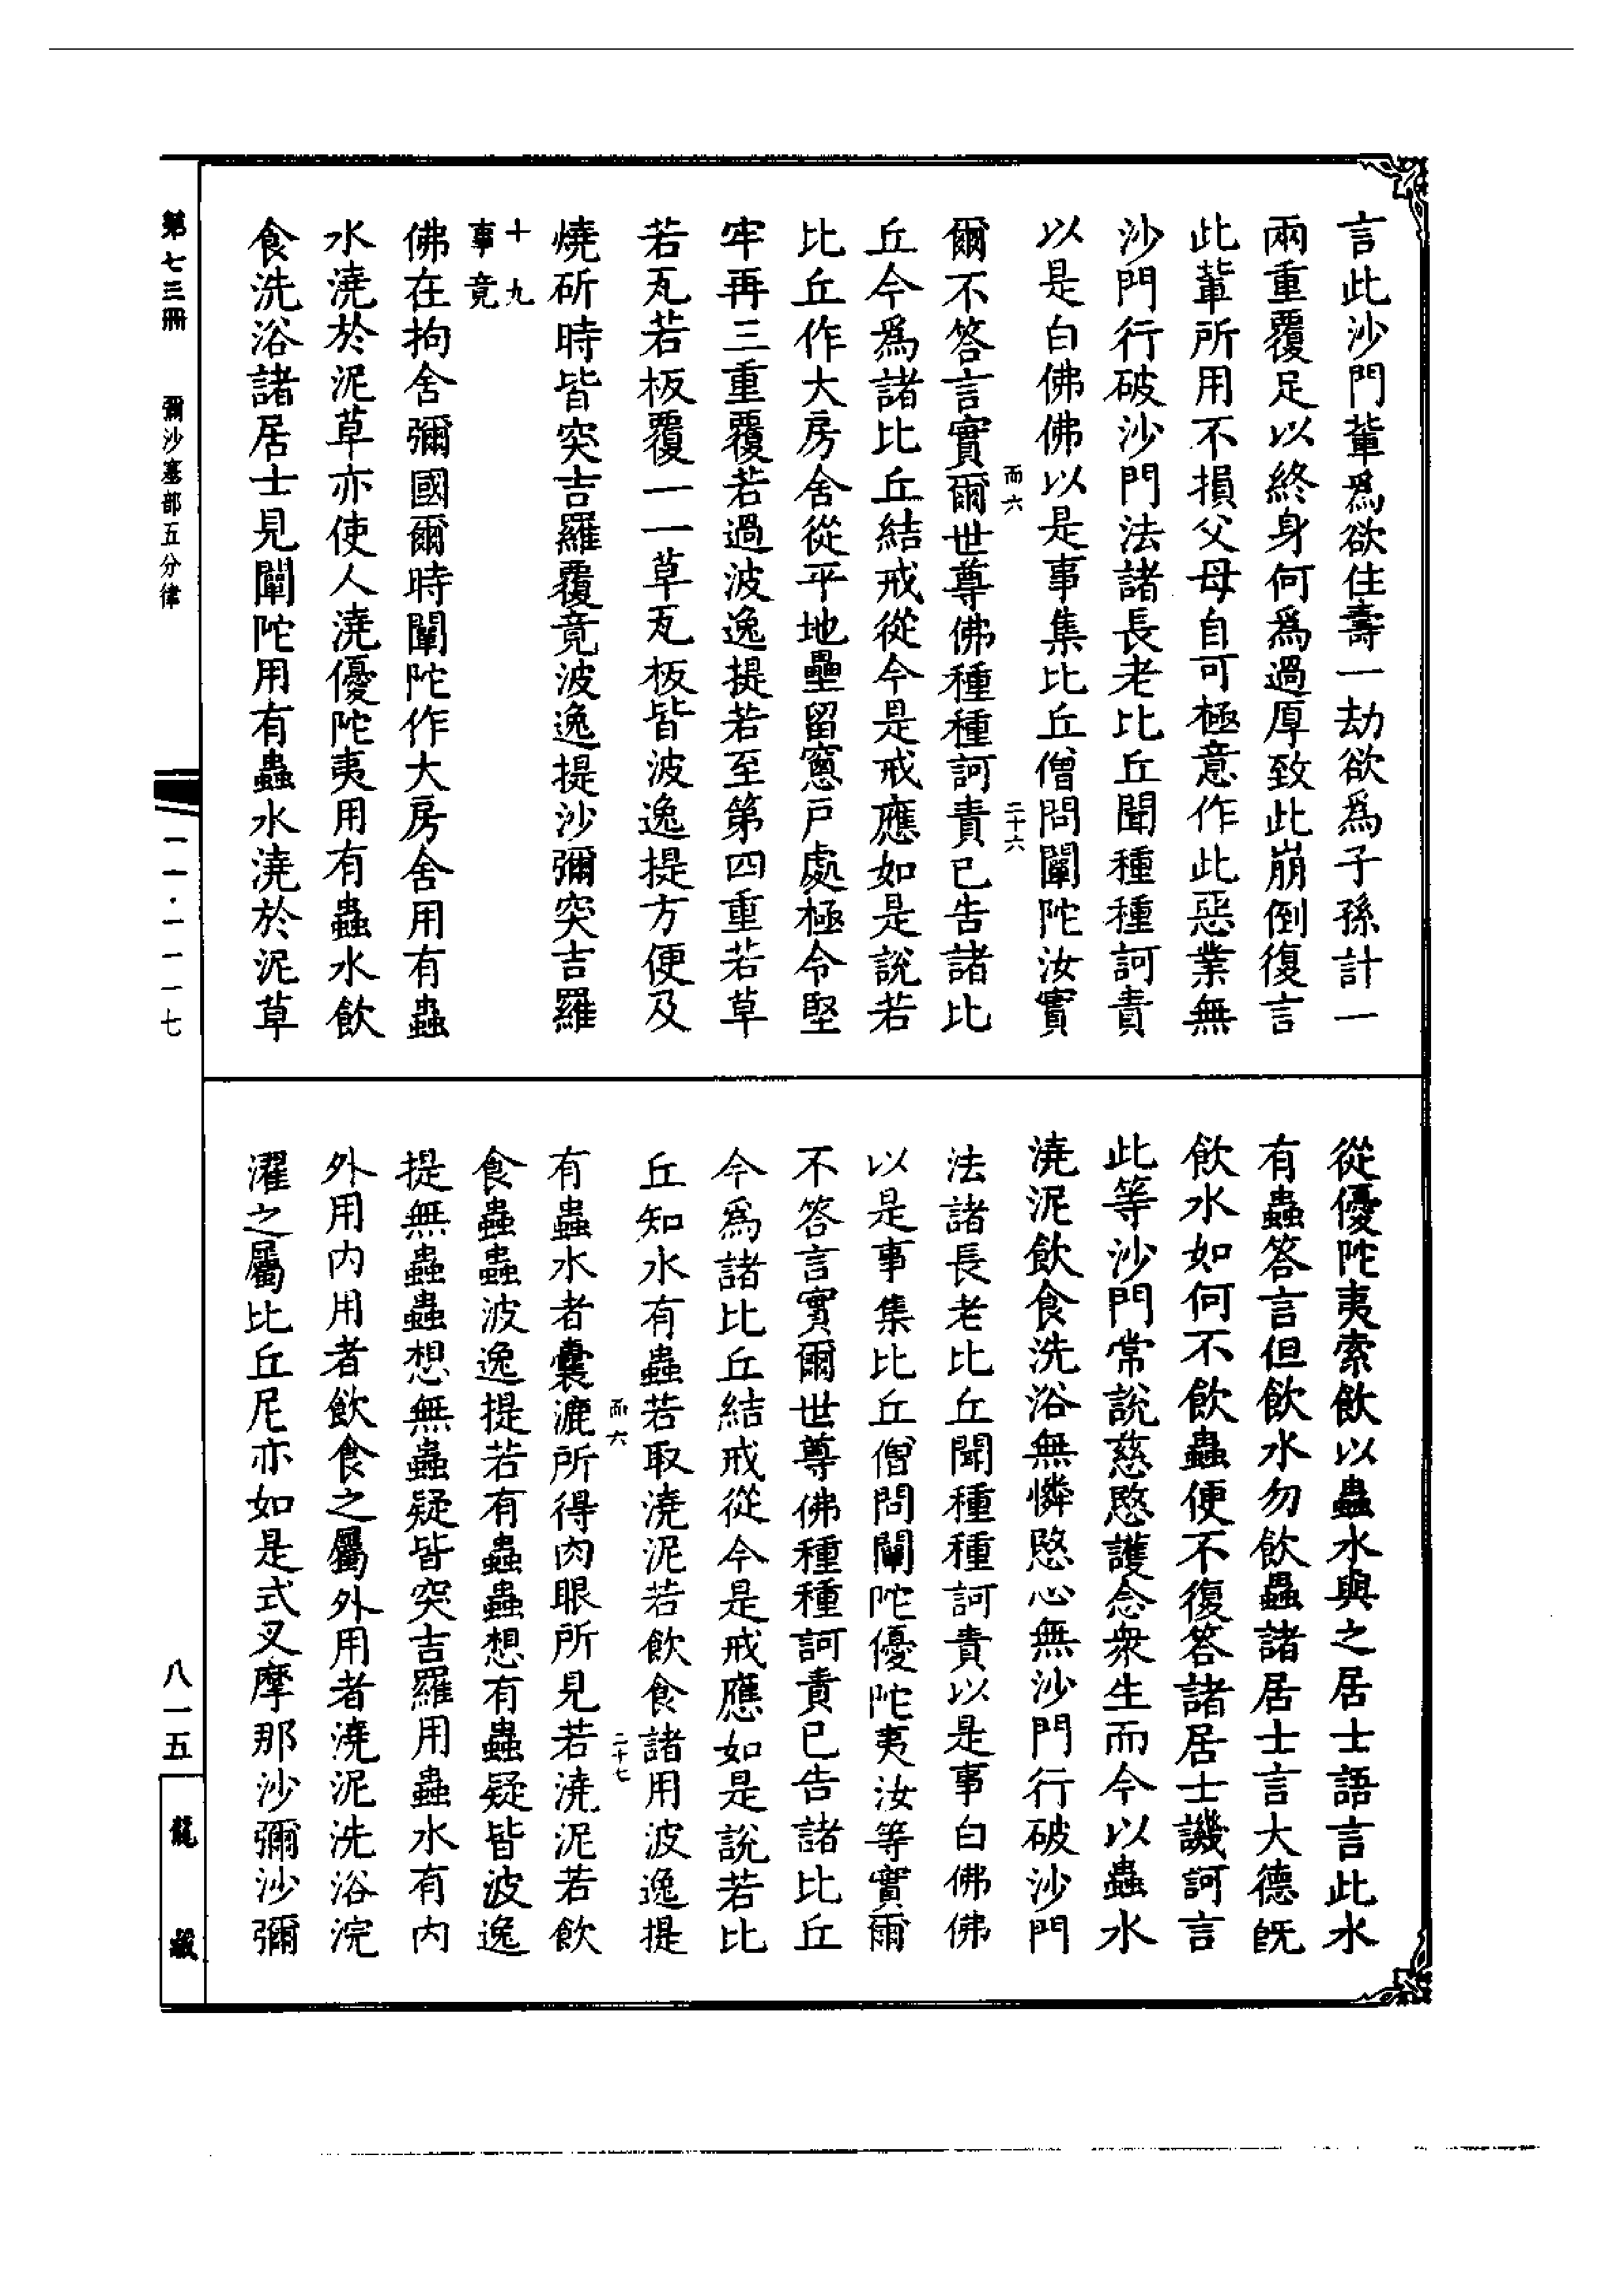 言此沙門輩爲欲住壽一劫欲爲子孫計一
兩重覆足以終身何爲過厚致此崩倒復言
此輩所用不損父母自可極意作此惡業無
沙門行破沙門法諸長老比丘聞種種訶責
以是白佛佛以是事集比丘僧問闡陀汝實
而六
二十六
爾不答言實爾世尊佛種種訶責已告諸比
丘今爲諸比丘結戒從今是戒應如是說若
比丘作大房舍從平地壘留窻戶處極令堅
牢再三重覆若過波逸提若至第四重若草
若瓦若板覆一一草瓦板皆波逸提方便及
燒斫時皆突吉羅覆竟波逸提沙彌突吉羅
十九
事竟
佛在拘舍彌國爾時闡陀作大房舍用有蟲
水澆於泥草亦使人澆優陀夷用有蟲水飲
食洗浴諸居士見闡陀用有蟲水澆於泥草
從優陀夷索飲以蟲水與之居士語言此水
有蟲答言但飲水勿飲蟲諸居士言大德旣
飲水如何不飲蟲便不復答諸居士譏訶言
此等沙門常說慈愍護念衆生而今以蟲水
澆泥飲食洗浴無憐愍心無沙門行破沙門
法諸長老比丘聞種種訶責以是事白佛佛
以是事集比丘僧問闡陀優陀夷汝等實爾
不答言實爾世尊佛種種訶責已告諸比丘
今爲諸比丘結戒從今是戒應如是說若比
丘知水有蟲若取澆泥若飲食諸用波逸提
而六
二十七
有蟲水者囊漉所得肉眼所見若澆泥若飲
食蟲蟲波逸提若有蟲蟲想有蟲疑皆波逸
提無蟲蟲想無蟲疑皆突吉羅用蟲水有內
外用內用者飲食之屬外用者澆泥洗浴浣
濯之屬比丘尼亦如是式叉摩那沙彌沙彌
第七三冊
彌沙塞部五分律
一一·一一一七
八一五
龍藏